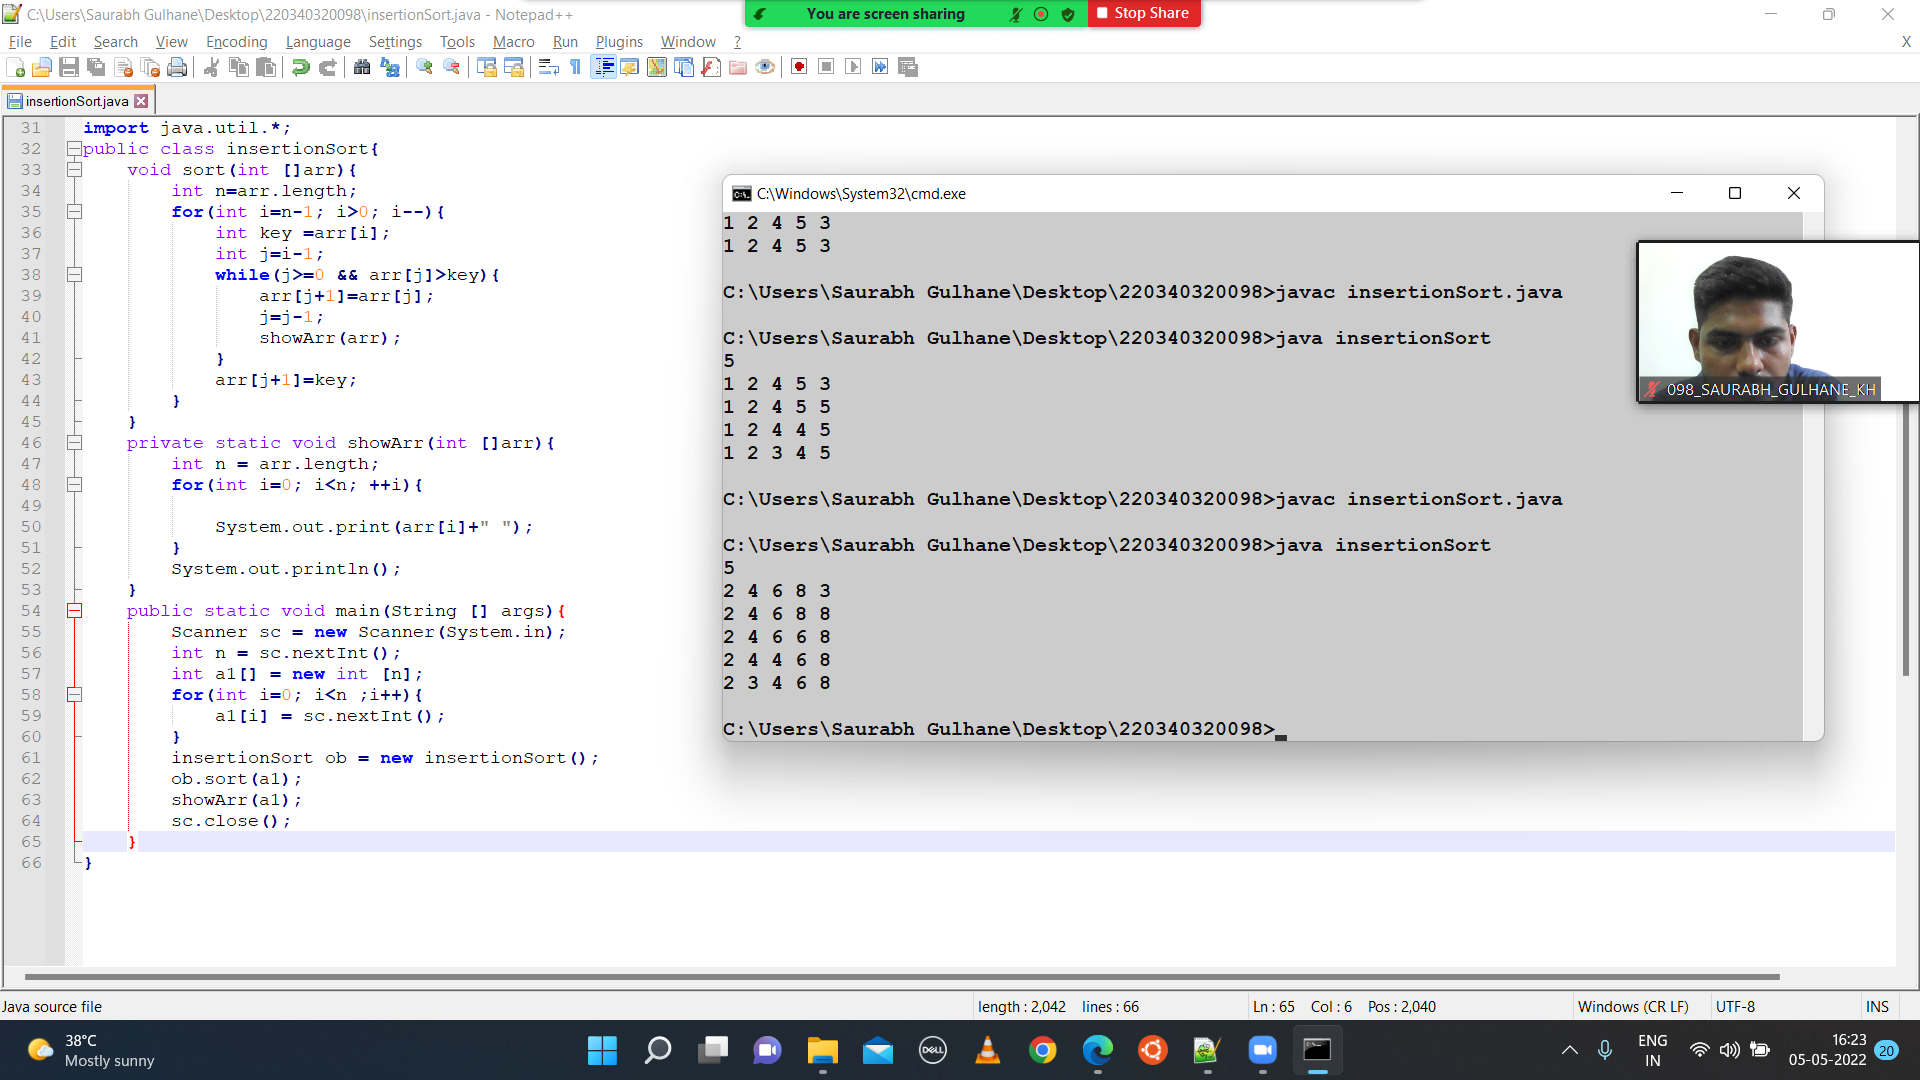 C:\Users\Saurabh Gulhane\Desktop\220340320098\insertionSort.java - Notepad++
You are screen sharing
Stop Share
File Edit Search View Encoding Language Settings Tools Macro Run Plugins Window ? X
insertionSort.java
31 import java.util.*;
32 public class insertionSort{
33 void sort(int []arr){
34 int n=arr.length;
35 for(int i=n-1; i>0; i--){
36 int key =arr[i];
37 int j=i-1;
38 while(j>=0 && arr[j]>key){
39 arr[j+1]=arr[j];
40 j=j-1;
41 showArr(arr);
42 }
43 arr[j+1]=key;
44 }
45 }
46 private static void showArr(int []arr){
47 int n = arr.length;
48 for(int i=0; i<n; ++i){
49
50 System.out.print(arr[i]+" ");
51 }
52 System.out.println();
53 }
54 public static void main(String [] args){
55 Scanner sc = new Scanner(System.in);
56 int n = sc.nextInt();
57 int a1[] = new int [n];
58 for(int i=0; i<n ;i++){
59 a1[i] = sc.nextInt();
60 }
61 insertionSort ob = new insertionSort();
62 ob.sort(a1);
63 showArr(a1);
64 sc.close();
65 }
66 }
C:\Windows\System32\cmd.exe
1 2 4 5 3
1 2 4 5 3
C:\Users\Saurabh Gulhane\Desktop\220340320098>javac insertionSort.java
C:\Users\Saurabh Gulhane\Desktop\220340320098>java insertionSort
5
1 2 4 5 3
1 2 4 5 5
1 2 4 4 5
1 2 3 4 5
C:\Users\Saurabh Gulhane\Desktop\220340320098>javac insertionSort.java
C:\Users\Saurabh Gulhane\Desktop\220340320098>java insertionSort
5
2 4 6 8 3
2 4 6 8 8
2 4 6 6 8
2 4 4 6 8
2 3 4 6 8
C:\Users\Saurabh Gulhane\Desktop\220340320098>
098_SAURABH_GULHANE_KH
Java source file length : 2,042 lines : 66 Ln : 65 Col : 6 Pos : 2,040 Windows (CR LF) UTF-8 INS
38°C
Mostly sunny
DELL
ENG
IN
16:23
05-05-2022
20